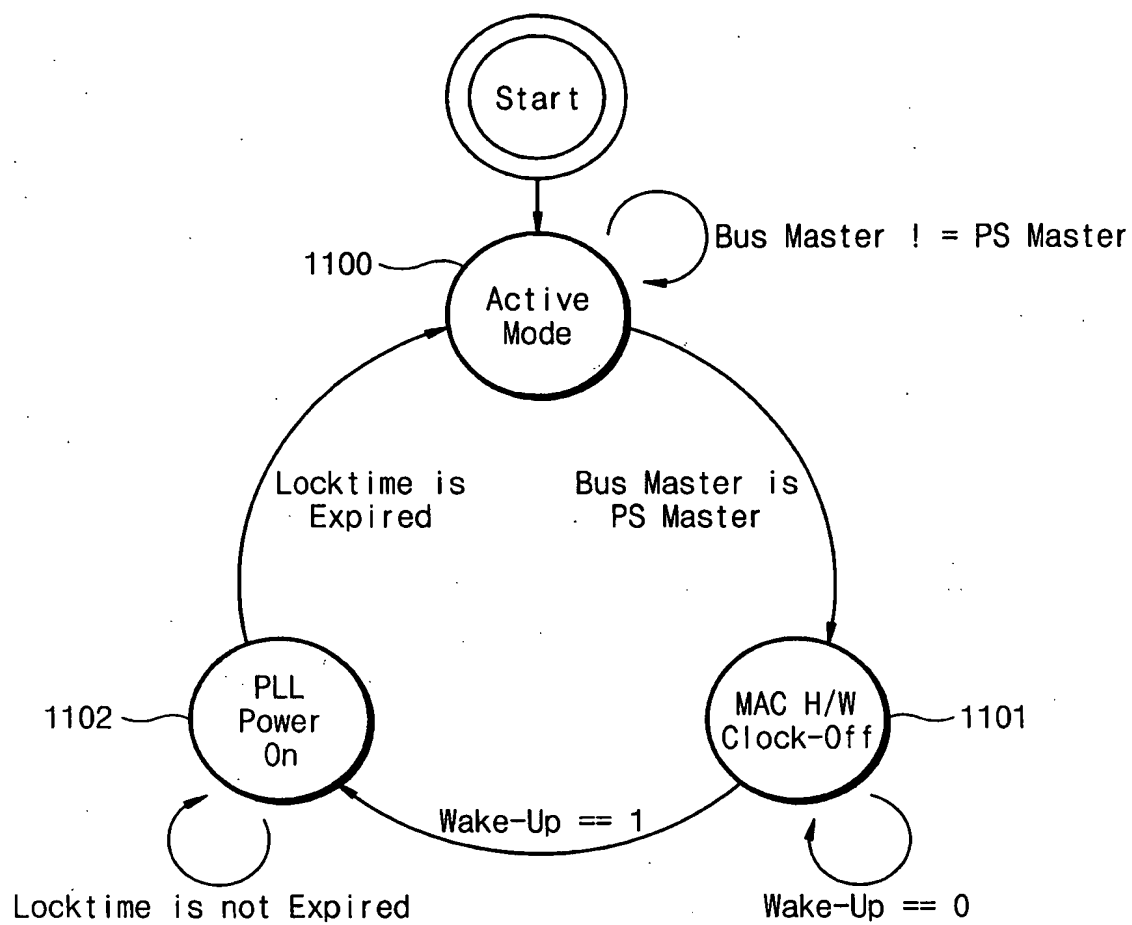 Start
Bus Master ! = PS Master
1100
Active
Mode
Locktime is
Expired
Bus Master is
PS Master
PLL
Power
On
1102
MAC H/W
Clock-Off
1101
Wake-Up == 1
Locktime is not Expired
Wake-Up == 0